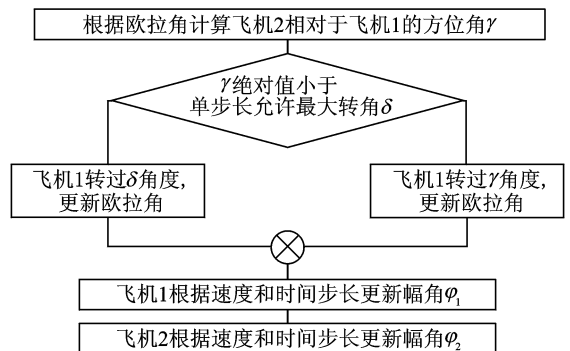 根据欧拉角计算飞机2相对于飞机1的方位角γ
γ绝对值小于
单步长允许最大转角δ
飞机1转过δ角度,
更新欧拉角
飞机1转过γ角度,
更新欧拉角
飞机1根据速度和时间步长更新幅角φ₁
飞机2根据速度和时间步长更新幅角φ₂